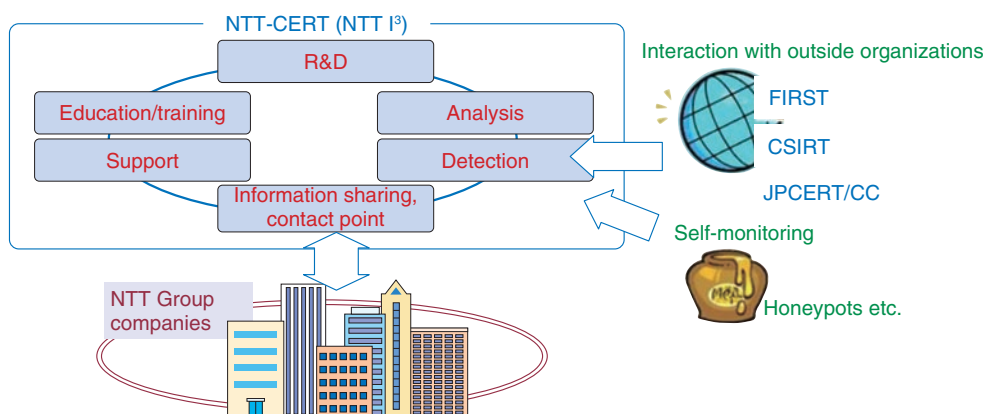 NTT-CERT (NTT I³)
R&D
Education/training
Analysis
Support
Detection
Information sharing,
contact point
Interaction with outside organizations
FIRST
CSIRT
JPCERT/CC
Self-monitoring
Honeypots etc.
NTT Group
companies